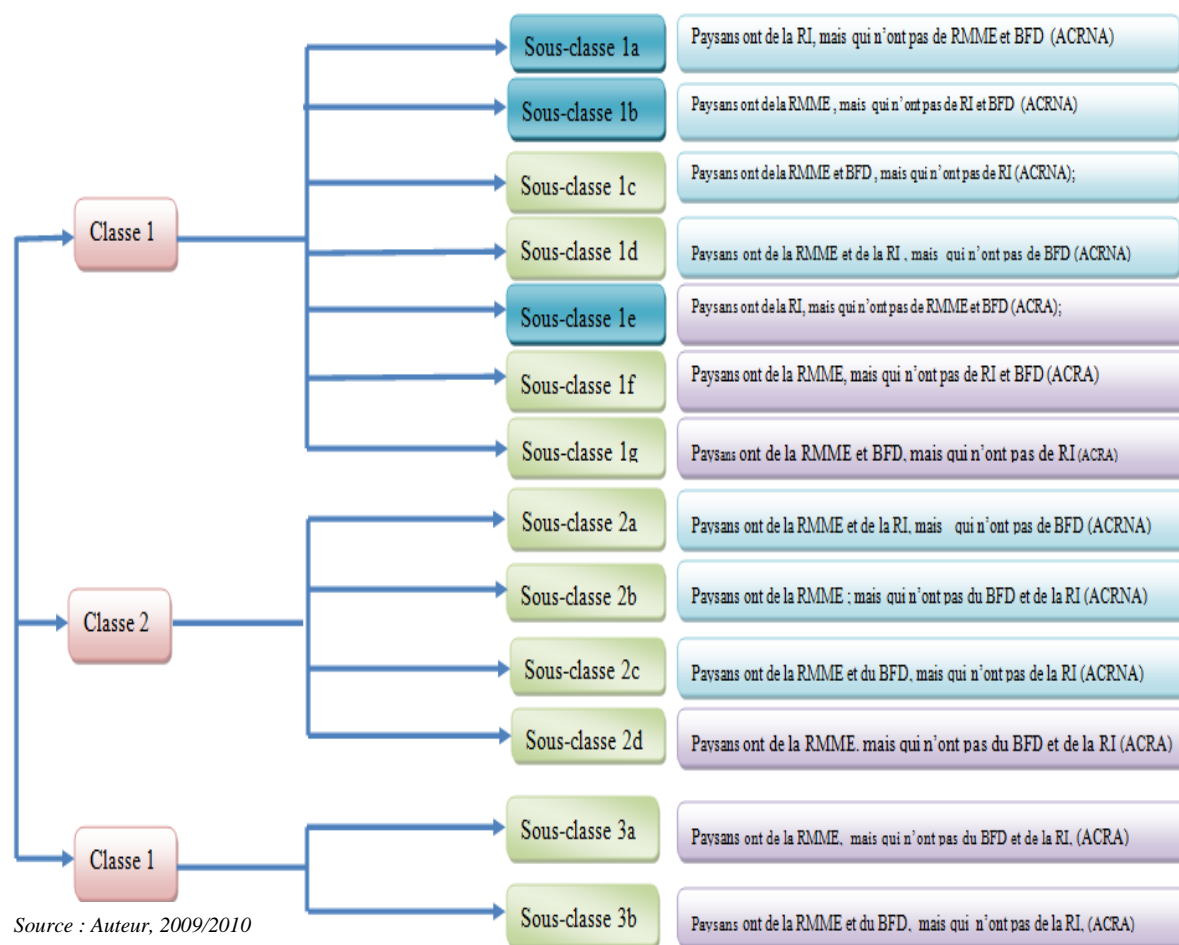 Sous-classe 1a
Paysans ont de la RI, mais qui n'ont pas de RMME et BFD (ACRNA)
Sous-classe 1b
Paysans ont de la RMME , mais qui n'ont pas de RI et BFD (ACRNA)
Sous-classe 1c
Paysans ont de la RMME et BFD , mais qui n'ont pas de RI (ACRNA);
Classe 1
Sous-classe 1d
Paysans ont de la RMME et de la RI , mais qui n'ont pas de BFD (ACRNA)
Sous-classe 1e
Paysans ont de la RI, mais qui n'ont pas de RMME et BFD (ACRA);
Sous-classe 1f
Paysans ont de la RMME, mais qui n'ont pas de RI et BFD (ACRA)
Sous-classe 1g
Paysans ont de la RMME et BFD, mais qui n'ont pas de RI (ACRA)
Sous-classe 2a
Paysans ont de la RMME et de la RI, mais qui n'ont pas de BFD (ACRNA)
Classe 2
Sous-classe 2b
Paysans ont de la RMME ; mais qui n'ont pas du BFD et de la RI (ACRNA)
Sous-classe 2c
Paysans ont de la RMME et du BFD, mais qui n'ont pas de la RI (ACRNA)
Sous-classe 2d
Paysans ont de la RMME, mais qui n'ont pas du BFD et de la RI (ACRA)
Classe 1
Sous-classe 3a
Paysans ont de la RMME, mais qui n'ont pas du BFD et de la RI, (ACRA)
Sous-classe 3b
Paysans ont de la RMME et du BFD, mais qui n'ont pas de la RI, (ACRA)
Source : Auteur, 2009/2010